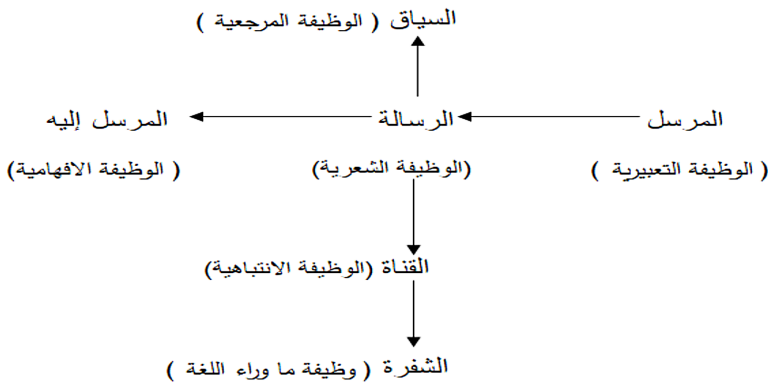 السياق ( الوظيفة المرجعية )
المرسل الرسالة المرسل إليه
( الوظيفة التعبيرية ) (الوظيفة الشعرية) (الوظيفة الافهامية )
القناة (الوظيفة الانتباهية)
الشفرة ( وظيفة ما وراء اللغة )